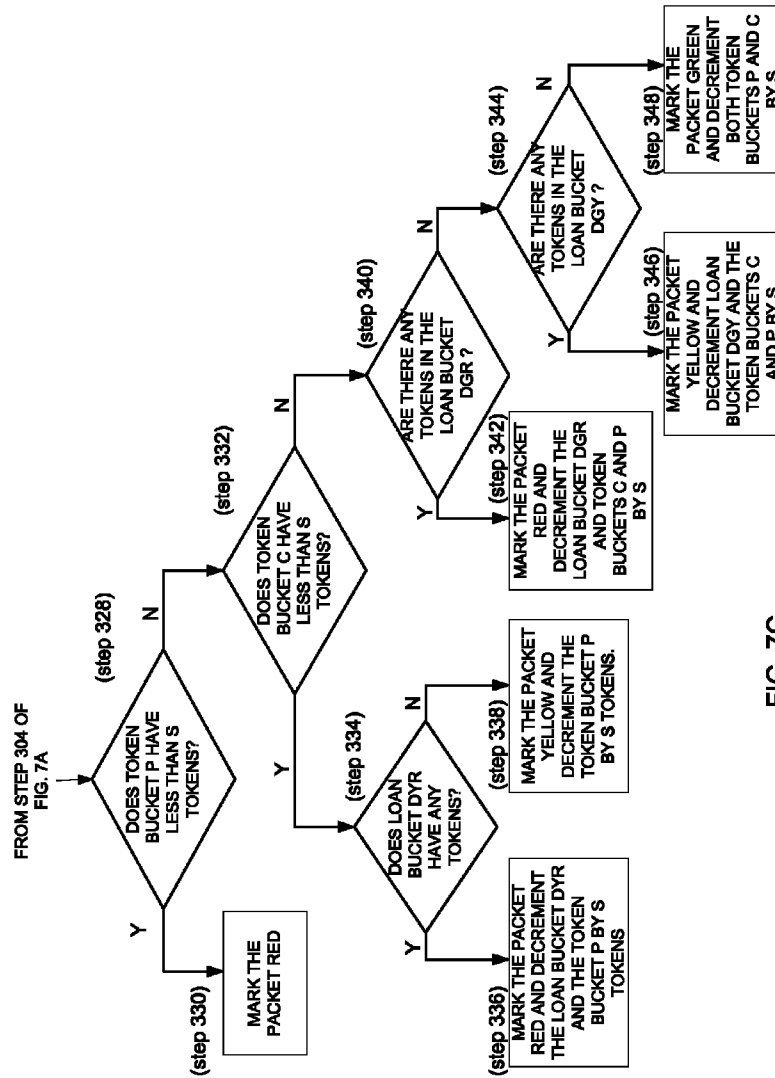 FROM STEP 304 OF
FIG. 7A
DOES TOKEN
BUCKET P HAVE
LESS THAN S
TOKENS?
(step 328)
Y
N
(step 330)
MARK THE
PACKET RED
DOES TOKEN
BUCKET C HAVE
LESS THAN S
TOKENS?
(step 332)
Y
N
DOES LOAN
BUCKET DYR
HAVE ANY
TOKENS?
(step 334)
Y
N
(step 336)
MARK THE PACKET
RED AND DECREMENT
THE LOAN BUCKET DYR
AND THE TOKEN
BUCKET P BY S
TOKENS
(step 338)
MARK THE PACKET
YELLOW AND
DECREMENT THE
TOKEN BUCKET P
BY S TOKENS.
ARE THERE ANY
TOKENS IN THE
LOAN BUCKET
DGR ?
(step 340)
Y
N
(step 342)
MARK THE PACKET
RED AND
DECREMENT THE
LOAN BUCKET DGR
AND TOKEN
BUCKETS C AND P
BY S
ARE THERE ANY
TOKENS IN THE
LOAN BUCKET
DGY ?
(step 344)
Y
N
(step 346)
MARK THE PACKET
YELLOW AND
DECREMENT LOAN
BUCKET DGY AND THE
TOKEN BUCKETS C
AND P BY S
(step 348)
MARK THE
PACKET GREEN
AND DECREMENT
BOTH TOKEN
BUCKETS P AND C
BY S
FIG. 7C